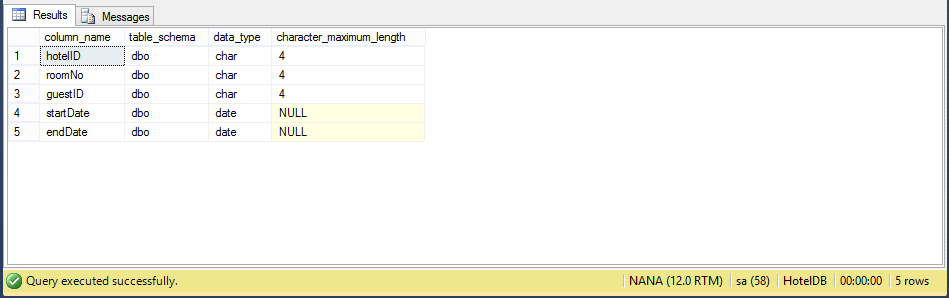 Results Messages
column_name table_schema data_type character_maximum_length
1 hotelID dbo char 4
2 roomNo dbo char 4
3 guestID dbo char 4
4 startDate dbo date NULL
5 endDate dbo date NULL
Query executed successfully. NANA (12.0 RTM) sa (58) HotelDB 00:00:00 5 rows